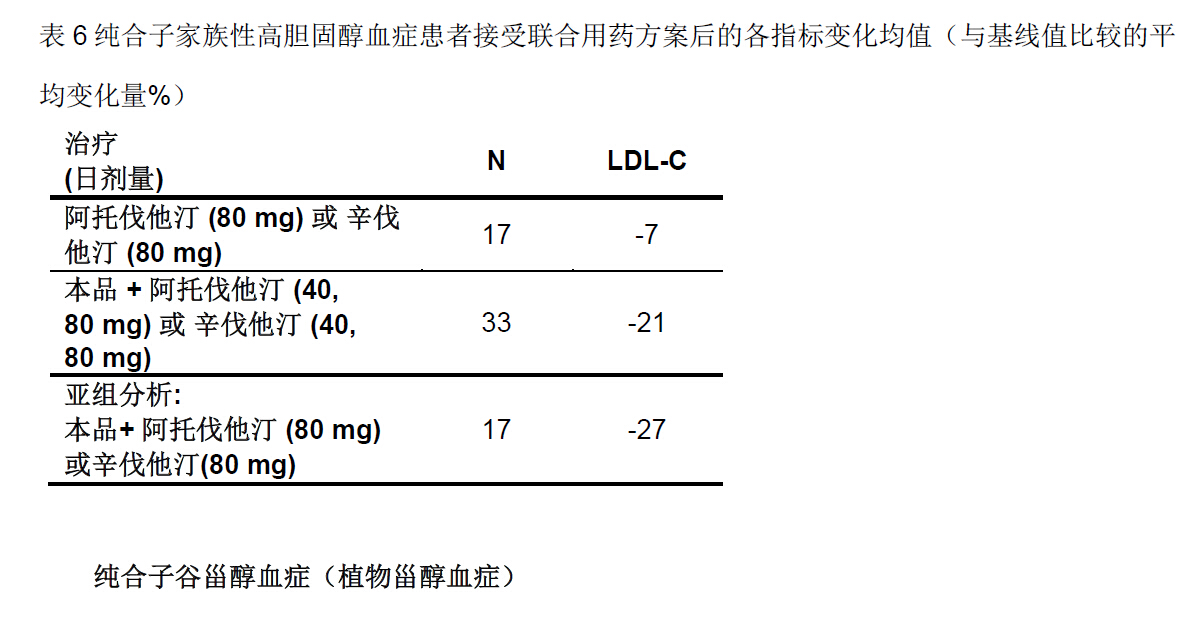 表 6 纯合子家族性高胆固醇血症患者接受联合用药方案后的各指标变化均值（与基线值比较的平
均变化量%）
治疗
(日剂量) N LDL-C
阿托伐他汀 (80 mg) 或 辛伐
他汀 (80 mg) 17 -7
本品 + 阿托伐他汀 (40,
80 mg) 或 辛伐他汀 (40,
80 mg) 33 -21
亚组分析:
本品+ 阿托伐他汀 (80 mg)
或辛伐他汀(80 mg) 17 -27
纯合子谷甾醇血症（植物甾醇血症）